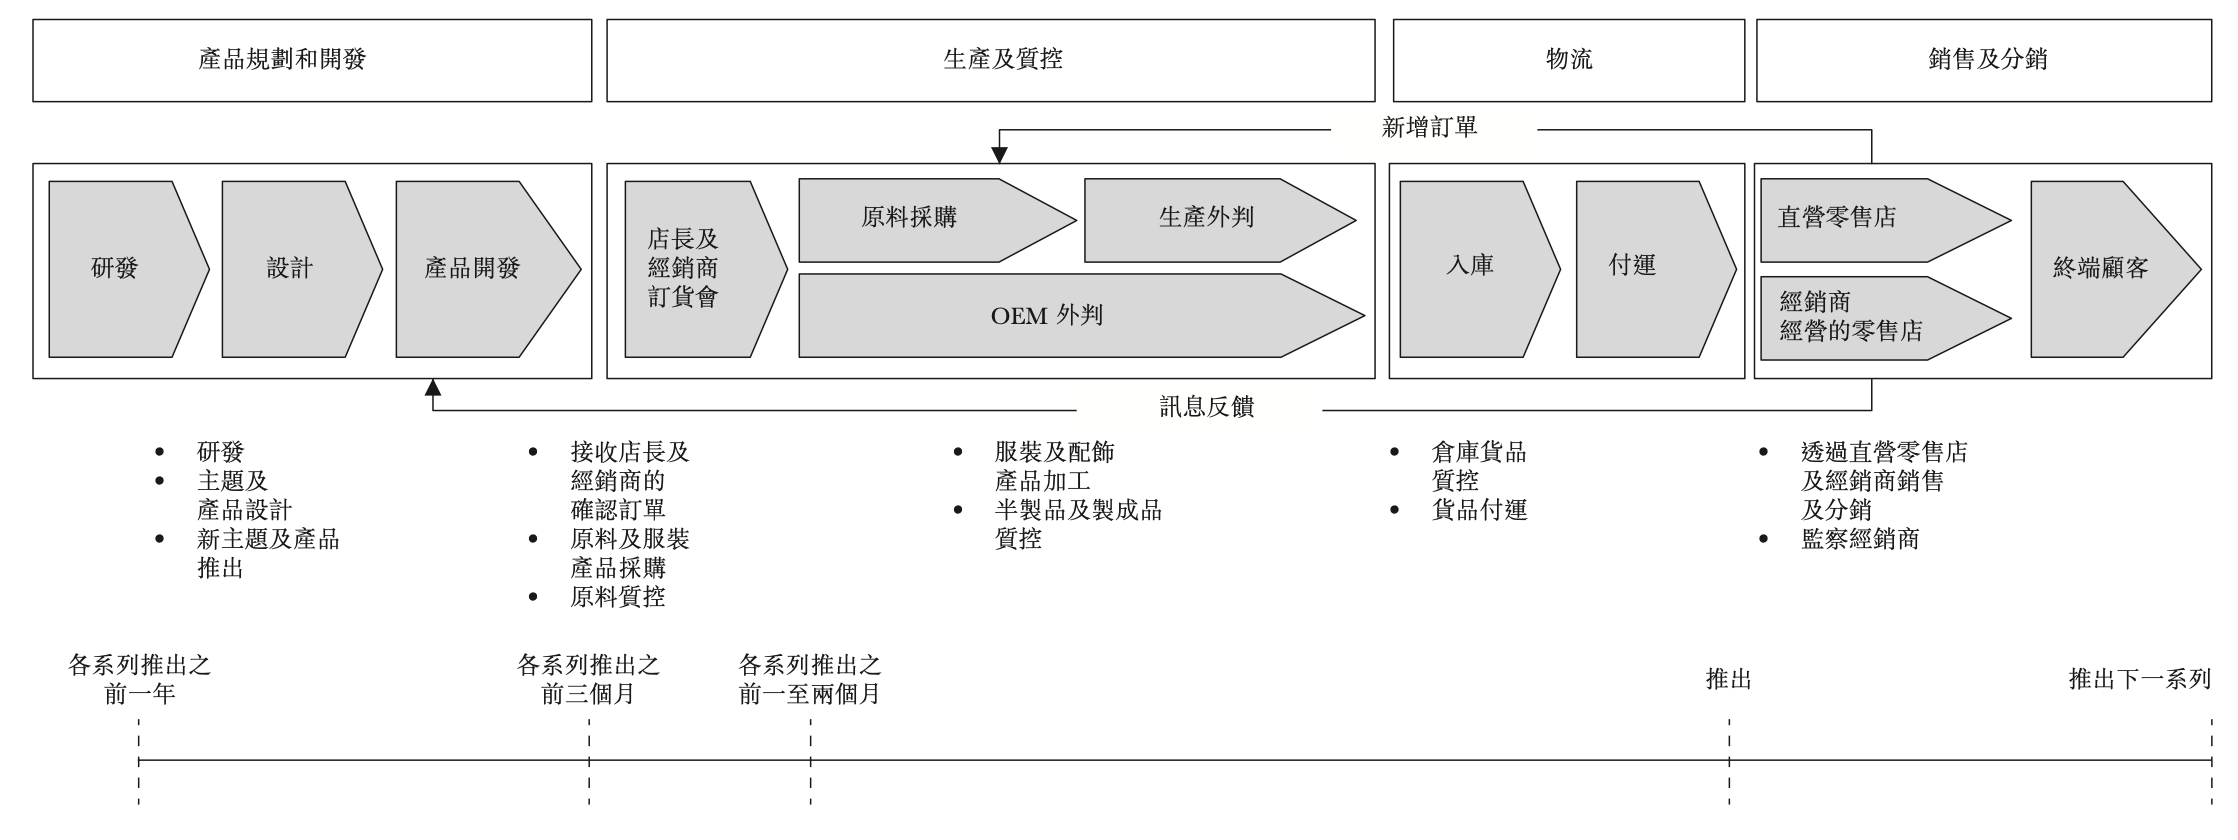 產品規劃和開發
生產及質控
物流
銷售及分銷
新增訂單
研發
設計
產品開發
店長及
經銷商
訂貨會
原料採購
生產外判
OEM 外判
入庫
付運
直營零售店
經銷商
經營的零售店
終端顧客
訊息反饋
• 研發
• 主題及
產品設計
• 新主題及產品
推出
• 接收店長及
經銷商的
確認訂單
• 原料及服裝
產品採購
• 原料質控
• 服裝及配飾
產品加工
• 半製品及製成品
質控
• 倉庫貨品
質控
• 貨品付運
• 透過直營零售店
及經銷商銷售
及分銷
• 監察經銷商
各系列推出之
前一年
各系列推出之
前三個月
各系列推出之
前一至兩個月
推出
推出下一系列